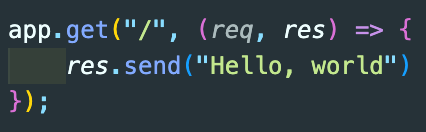 app.get("/", (req, res) => {
    res.send("Hello, world")
});